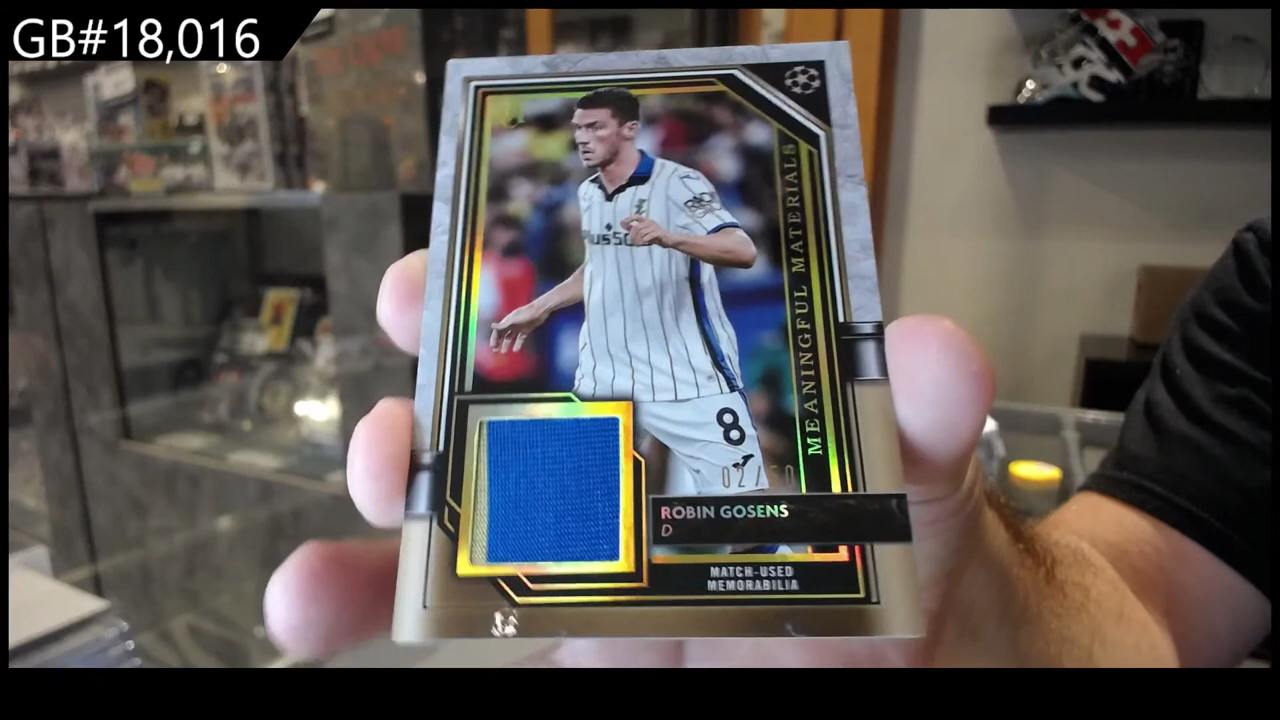 GB#18,016
MEANINGFUL MATERIALS
8
02/50
ROBIN GOSENS
D
MATCH-USED
MEMORABILIA